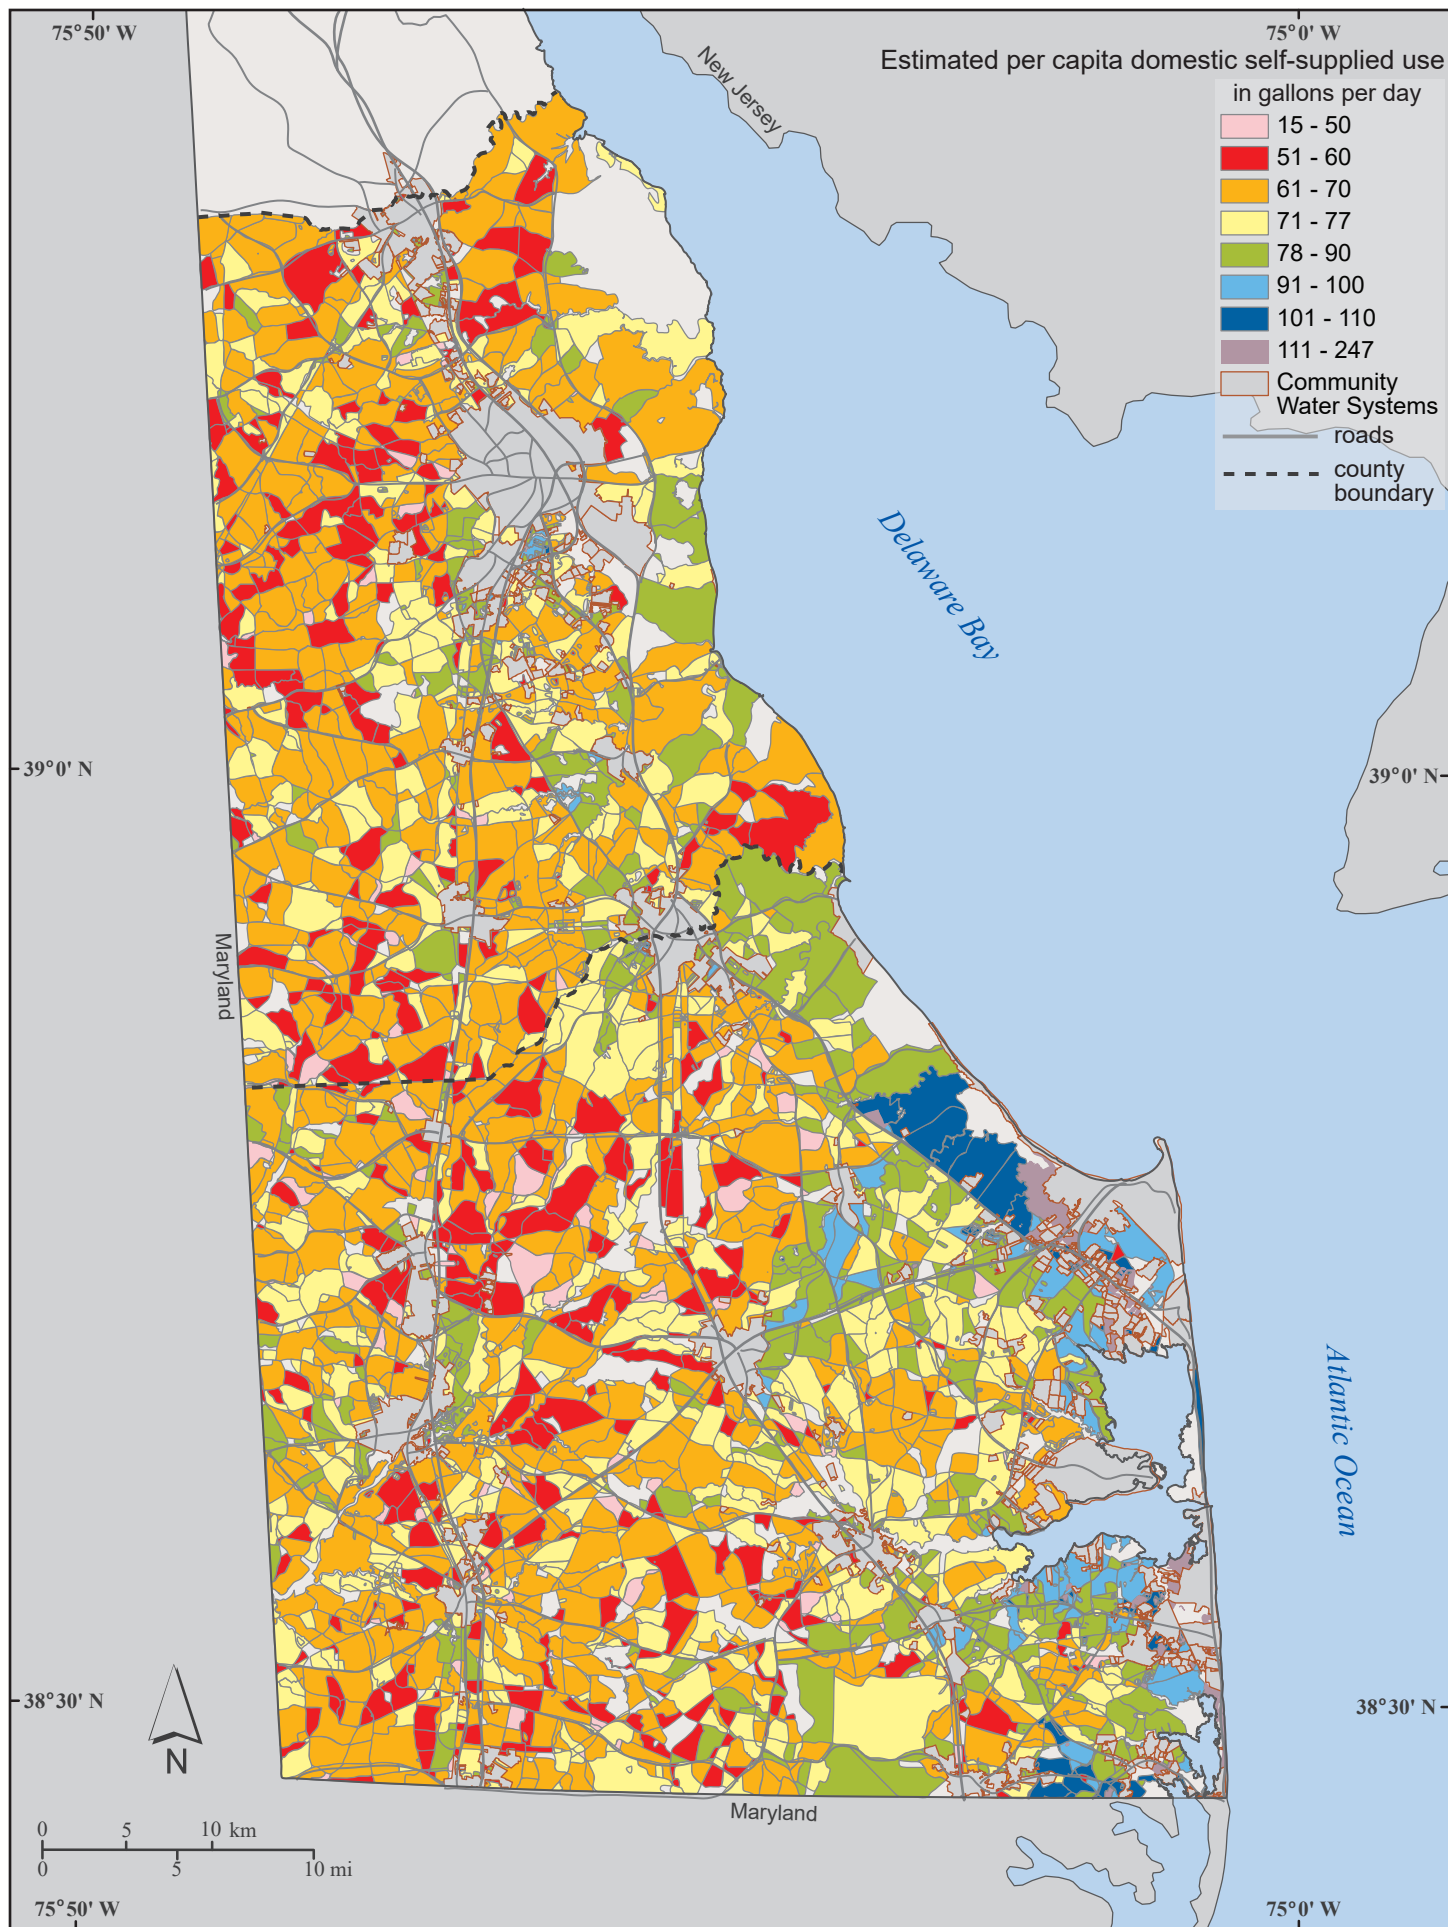 75°50' W
75°0' W
New Jersey
Estimated per capita domestic self-supplied use
in gallons per day
15 - 50
51 - 60
61 - 70
71 - 77
78 - 90
91 - 100
101 - 110
111 - 247
Community
Water Systems
roads
county
boundary
Delaware Bay
39°0' N
39°0' N
Maryland
Atlantic Ocean
38°30' N
38°30' N
N
Maryland
0 5 10 km
0 5 10 mi
75°50' W
75°0' W